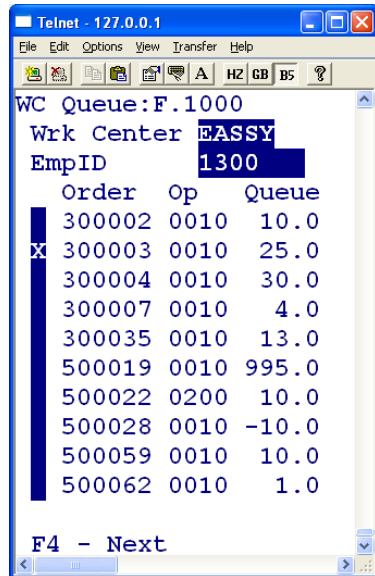 Telnet - 127.0.0.1
File Edit Options View Transfer Help
A HZ GB B5 ?
WC Queue:F.1000
Wrk Center EASSY
EmpID 1300
Order Op Queue
300002 0010 10.0
X 300003 0010 25.0
300004 0010 30.0
300007 0010 4.0
300035 0010 13.0
500019 0010 995.0
500022 0200 10.0
500028 0010 -10.0
500059 0010 10.0
500062 0010 1.0
F4 - Next